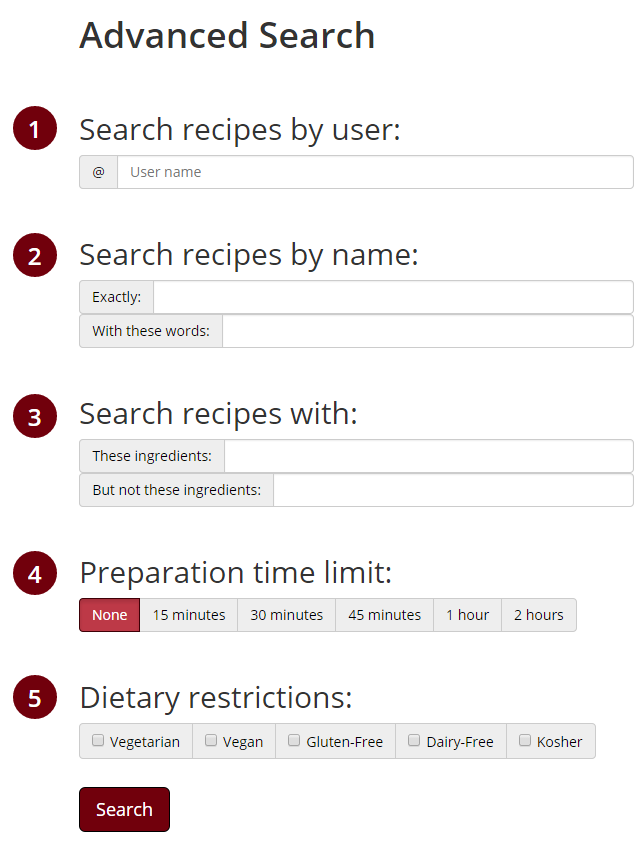 Advanced Search
1 Search recipes by user:
@ User name
2 Search recipes by name:
Exactly:
With these words:
3 Search recipes with:
These ingredients:
But not these ingredients:
4 Preparation time limit:
None 15 minutes 30 minutes 45 minutes 1 hour 2 hours
5 Dietary restrictions:
Vegetarian Vegan Gluten-Free Dairy-Free Kosher
Search